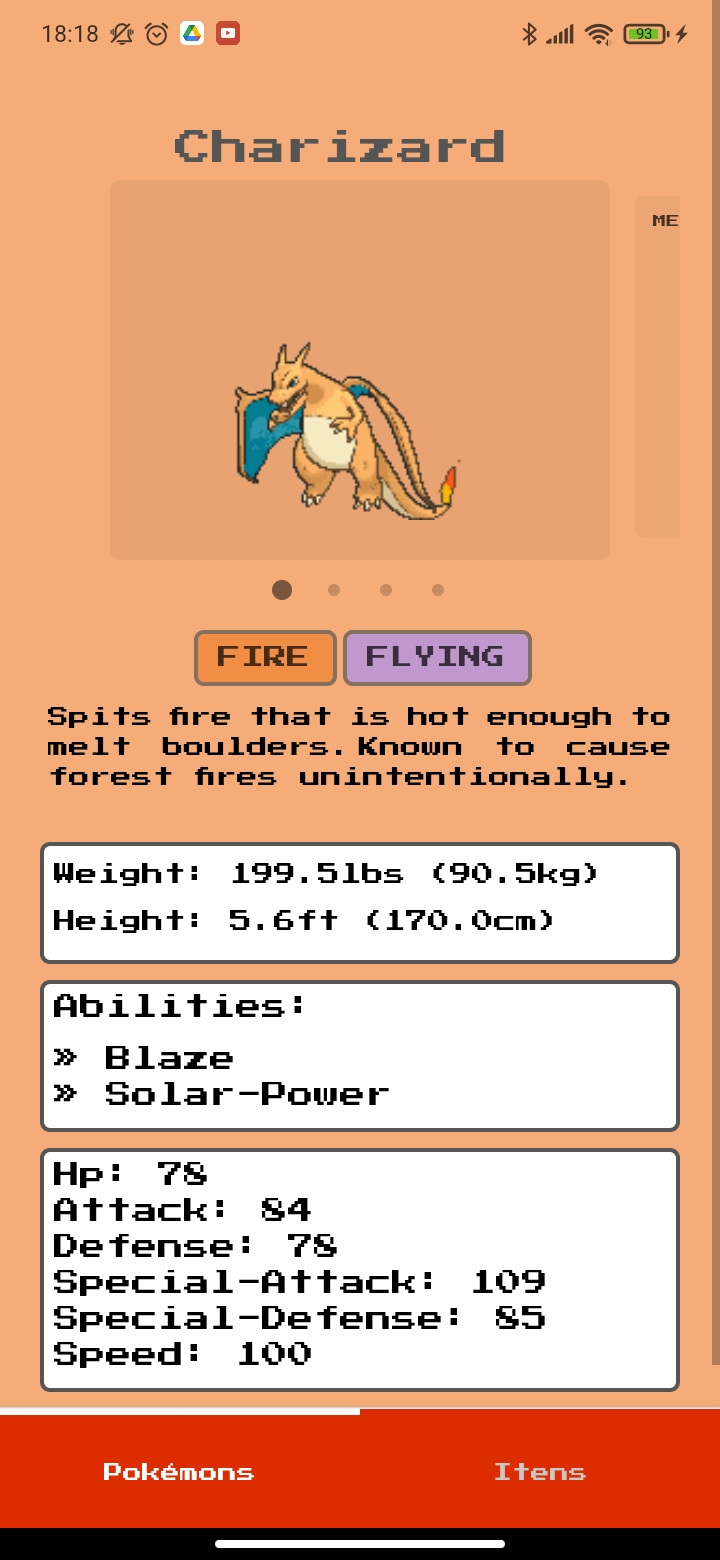 18:18
93
Charizard
ME
FIRE
FLYING
Spits fire that is hot enough to
melt boulders. Known to cause
forest fires unintentionally.
Weight: 199.5lbs (90.5kg)
Height: 5.6ft (170.0cm)
Abilities:
» Blaze
» Solar-Power
Hp: 78
Attack: 84
Defense: 78
Special-Attack: 109
Special-Defense: 85
Speed: 100
Pokémons
Itens